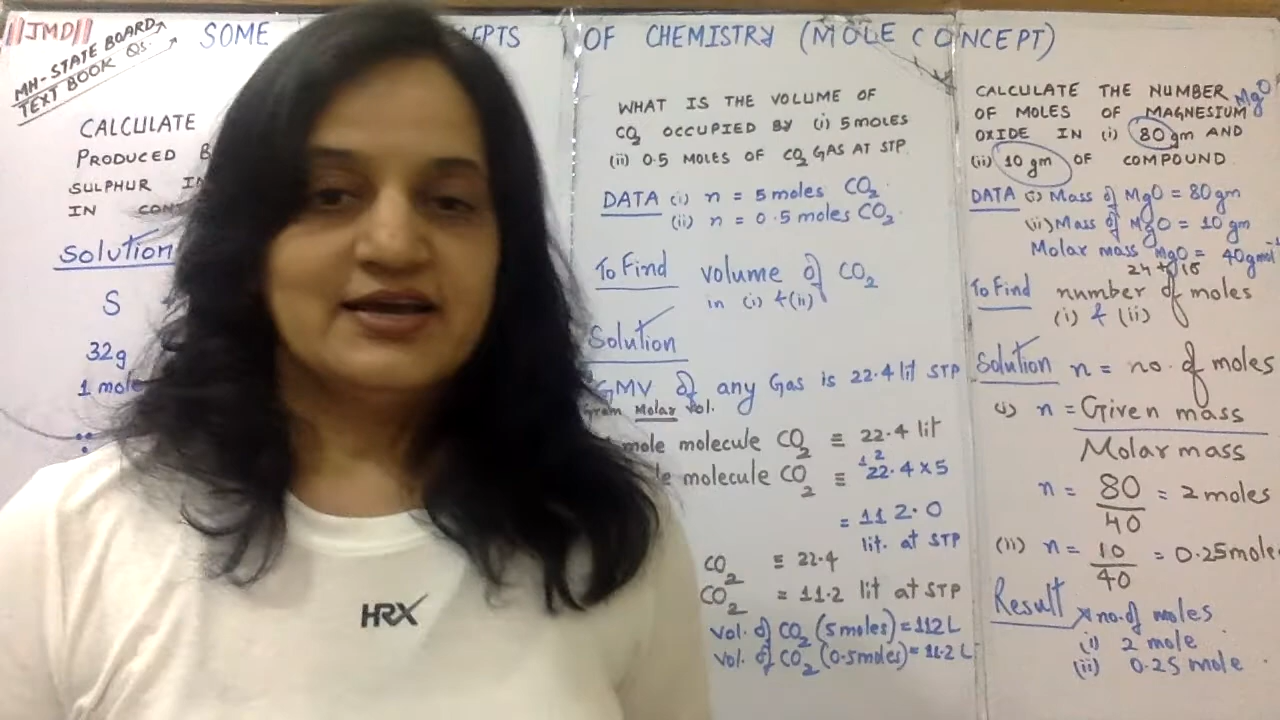 ||JMD||
MH-STATE BOARD
TEXT BOOK QS.
SOME
OF CHEMISTRY (MOLE CONCEPT)
CALCULATE
PRODUCED
SULPHUR
IN
Solution
S
32g
1 mole
∴
HRX
WHAT IS THE VOLUME OF
CO2 OCCUPIED BY (i) 5 MOLES
(ii) 0.5 MOLES OF CO2 GAS AT STP.
DATA (i) n = 5 moles CO2.
(ii) n = 0.5 moles CO2.
To Find volume of CO2
in (i) & (ii)
Solution
GMV of any Gas is 22.4 lit STP
Gram Molar Vol.
mole molecule CO2 ≡ 22.4 lit
1 2
molecule CO2 ≡ 22.4 x 5
= 112.0
lit. at STP
CO2 ≡ 22.4
CO2 = 11.2 lit at STP
vol. of CO2 (5 moles) = 112 L
vol. of CO2 (0.5 moles) = 11.2 L
CALCULATE THE NUMBER MgO
OF MOLES OF MAGNESIUM
OXIDE IN (i) 80 gm AND
(ii) 10 gm OF COMPOUND
DATA (i) Mass of MgO = 80 gm
(ii) Mass of MgO = 10 gm
Molar mass MgO = 40 g mol-1
24 + 16
To Find number of moles
(i) & (ii)
Solution n = no. of moles
(i) n = Given mass
Molar mass
n = 80 = 2 moles
40
(ii) n = 10 = 0.25 mole
40
Result no. of moles
(i) 2 mole
(ii) 0.25 mole.